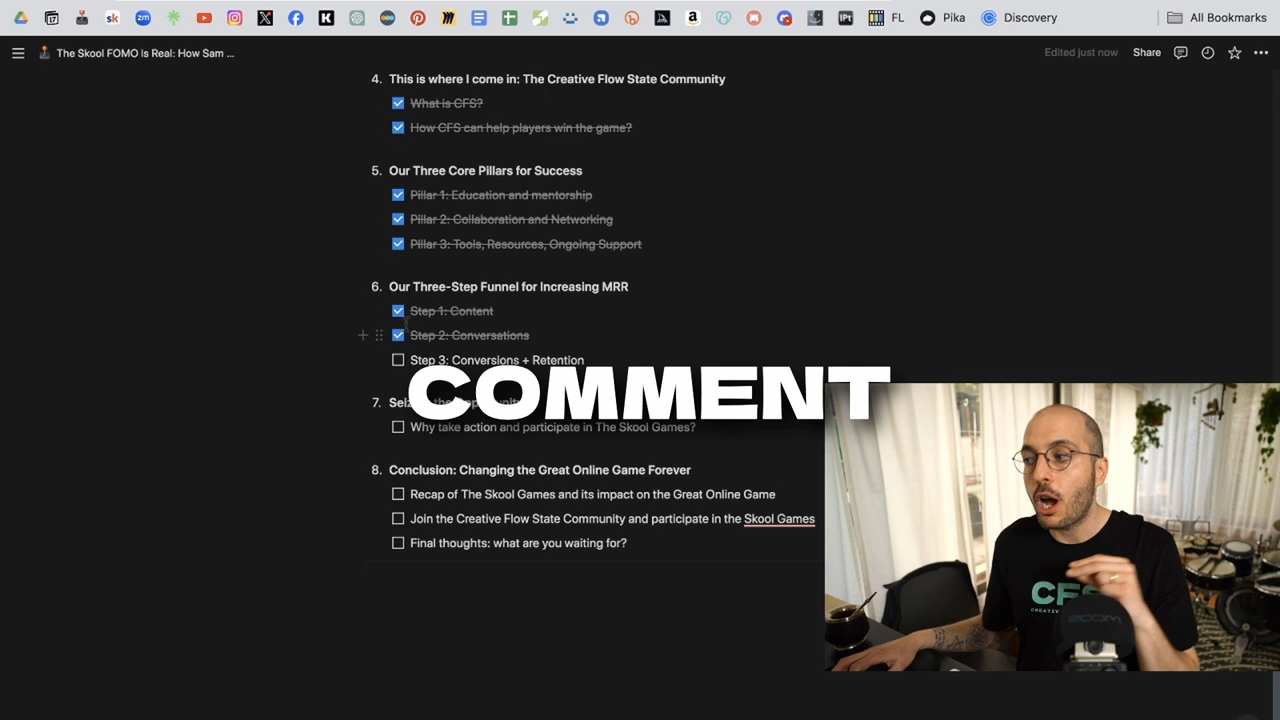 FL
Pika
Discovery
All Bookmarks
The Skool FOMO is Real: How Sam ...
Edited just now
Share
4. This is where I come in: The Creative Flow State Community
What is CFS?
How CFS can help players win the game?
5. Our Three Core Pillars for Success
Pillar 1: Education and mentorship
Pillar 2: Collaboration and Networking
Pillar 3: Tools, Resources, Ongoing Support
6. Our Three-Step Funnel for Increasing MRR
Step 1: Content
Step 2: Conversations
Step 3: Conversions + Retention
COMMENT
7.
Why take action and participate in The Skool Games?
8. Conclusion: Changing the Great Online Game Forever
Recap of The Skool Games and its impact on the Great Online Game
Join the Creative Flow State Community and participate in the Skool Games
Final thoughts: what are you waiting for?
CFS
zoom